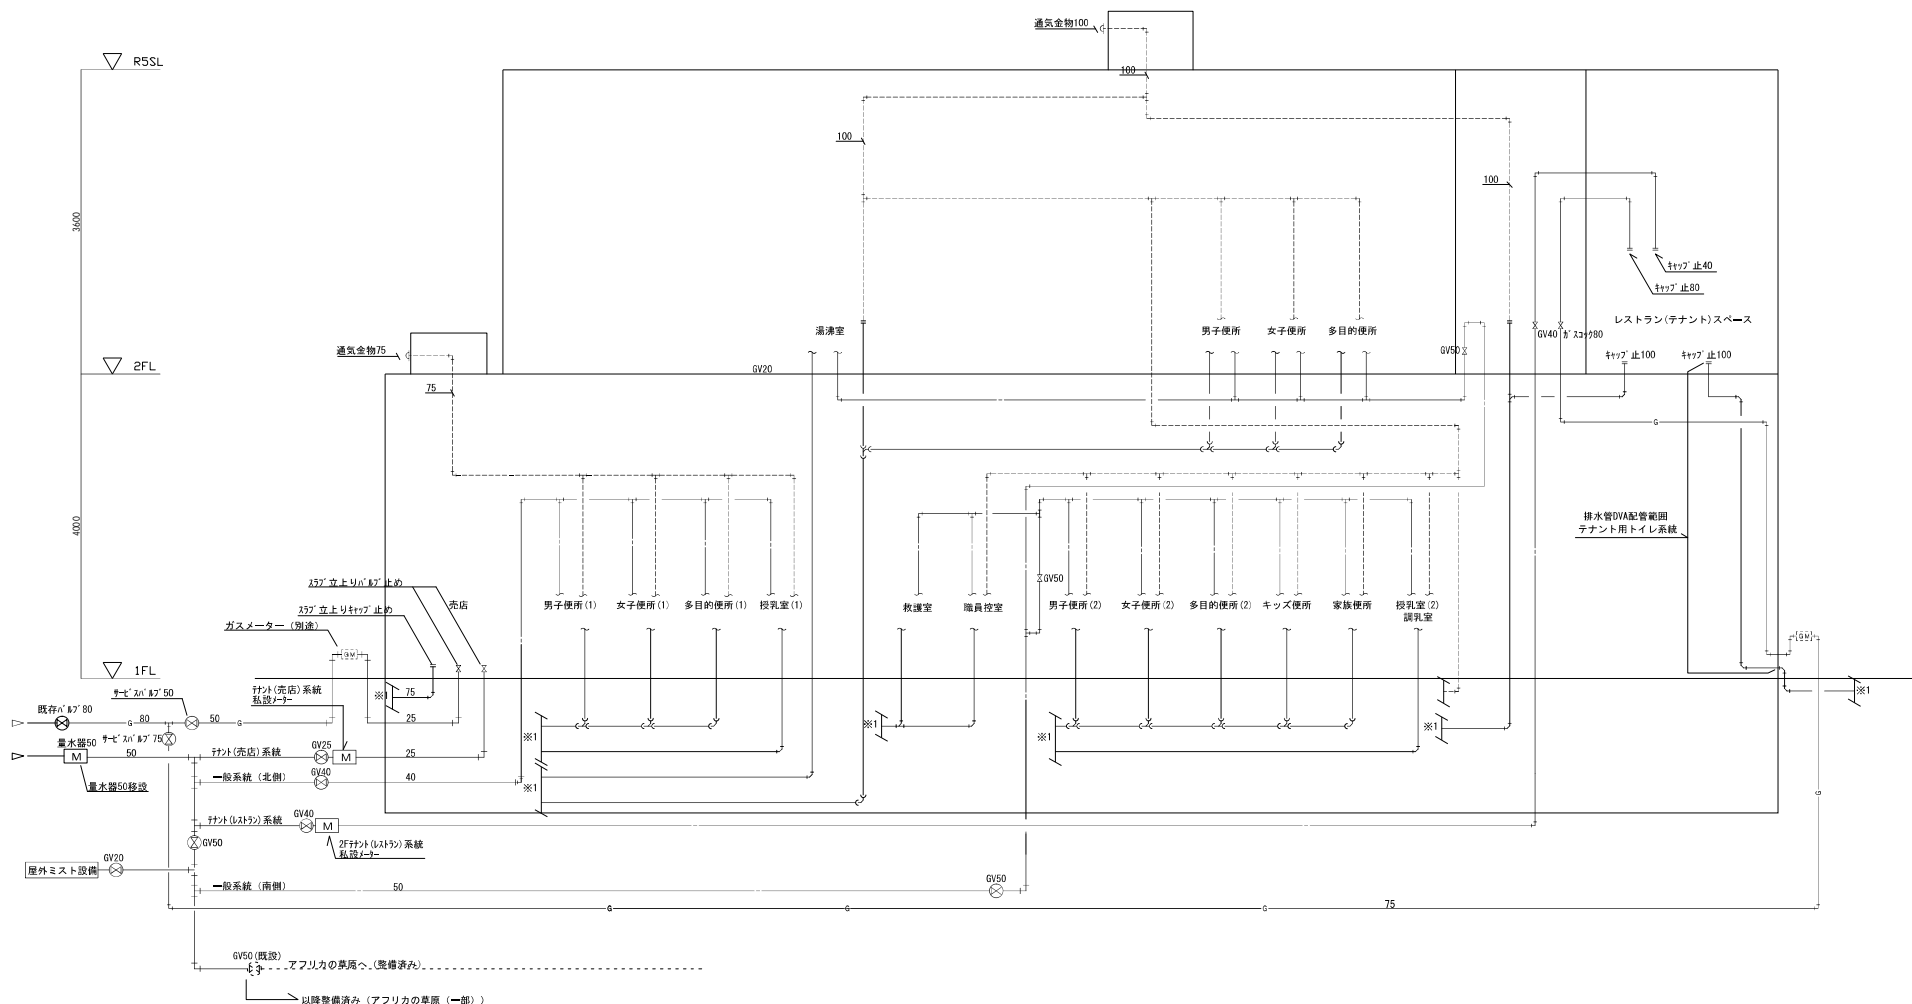 通気金物100
R5SL
100
100
100
3600
ｷｬｯﾌﾟ止40
ｷｬｯﾌﾟ止80
湯沸室
男子便所
女子便所
多目的便所
レストラン(テナント)スペース
GV40
ｶﾞｽｺｯｸ80
通気金物75
GV50
ｷｬｯﾌﾟ止100
ｷｬｯﾌﾟ止100
2FL
GV20
75
G
4000
排水管DVA配管範囲
テナント用トイレ系統
ｽﾗﾌﾞ立上りﾊﾞﾙﾌﾞ止め
GV50
売店
ｽﾗﾌﾞ立上りｷｬｯﾌﾟ止め
男子便所(1)
女子便所(1)
多目的便所(1)
授乳室(1)
救護室
職員控室
男子便所(2)
女子便所(2)
多目的便所(2)
キッズ便所
家族便所
授乳室(2)
調乳室
ガスメーター (別途)
GM
GM
1FL
ｻｰﾋﾞｽﾊﾞﾙﾌﾞ50
ﾃﾅﾝﾄ(売店)系統
私設ﾒｰﾀｰ
※1
75
※1
既存ﾊﾞﾙﾌﾞ80
G
80
50
G
25
※1
※1
※1
※1
ｻｰﾋﾞｽﾊﾞﾙﾌﾞ75
量水器50
M
50
ﾃﾅﾝﾄ(売店)系統
GV25
M
25
一般系統 (北側)
GV40
40
※1
量水器50移設
G
ﾃﾅﾝﾄ(ﾚｽﾄﾗﾝ)系統
GV40
M
GV50
2Fﾃﾅﾝﾄ(ﾚｽﾄﾗﾝ)系統
私設ﾒｰﾀｰ
屋外ミスト設備
GV20
一般系統 (南側)
50
GV50
G
G
G
75
GV50(既設)
アフリカの草原へ (整備済み)
以降整備済み (アフリカの草原 (一部) )